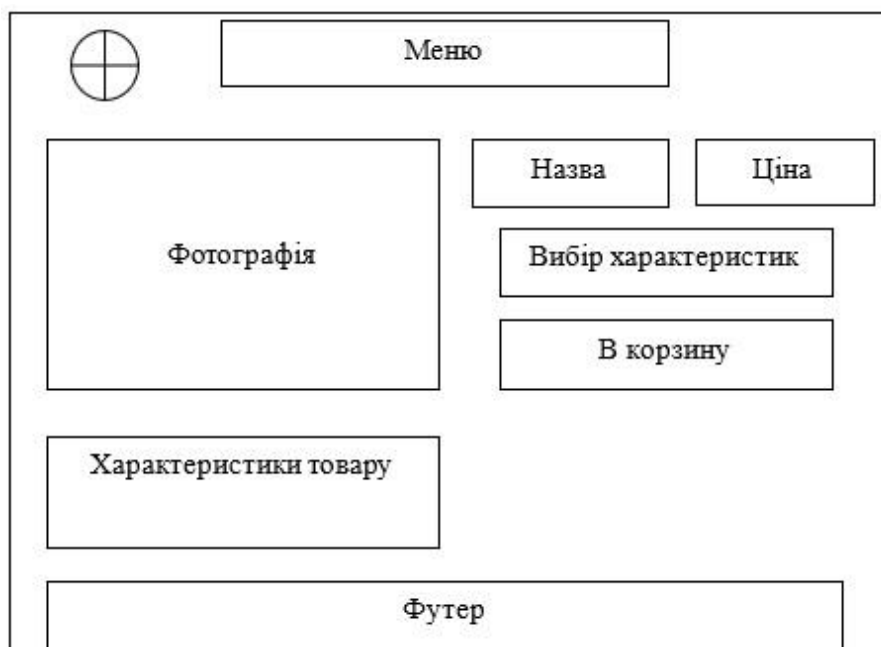 Меню
Назва
Ціна
Фотографія
Вибір характеристик
В корзину
Характеристики товару
Футер